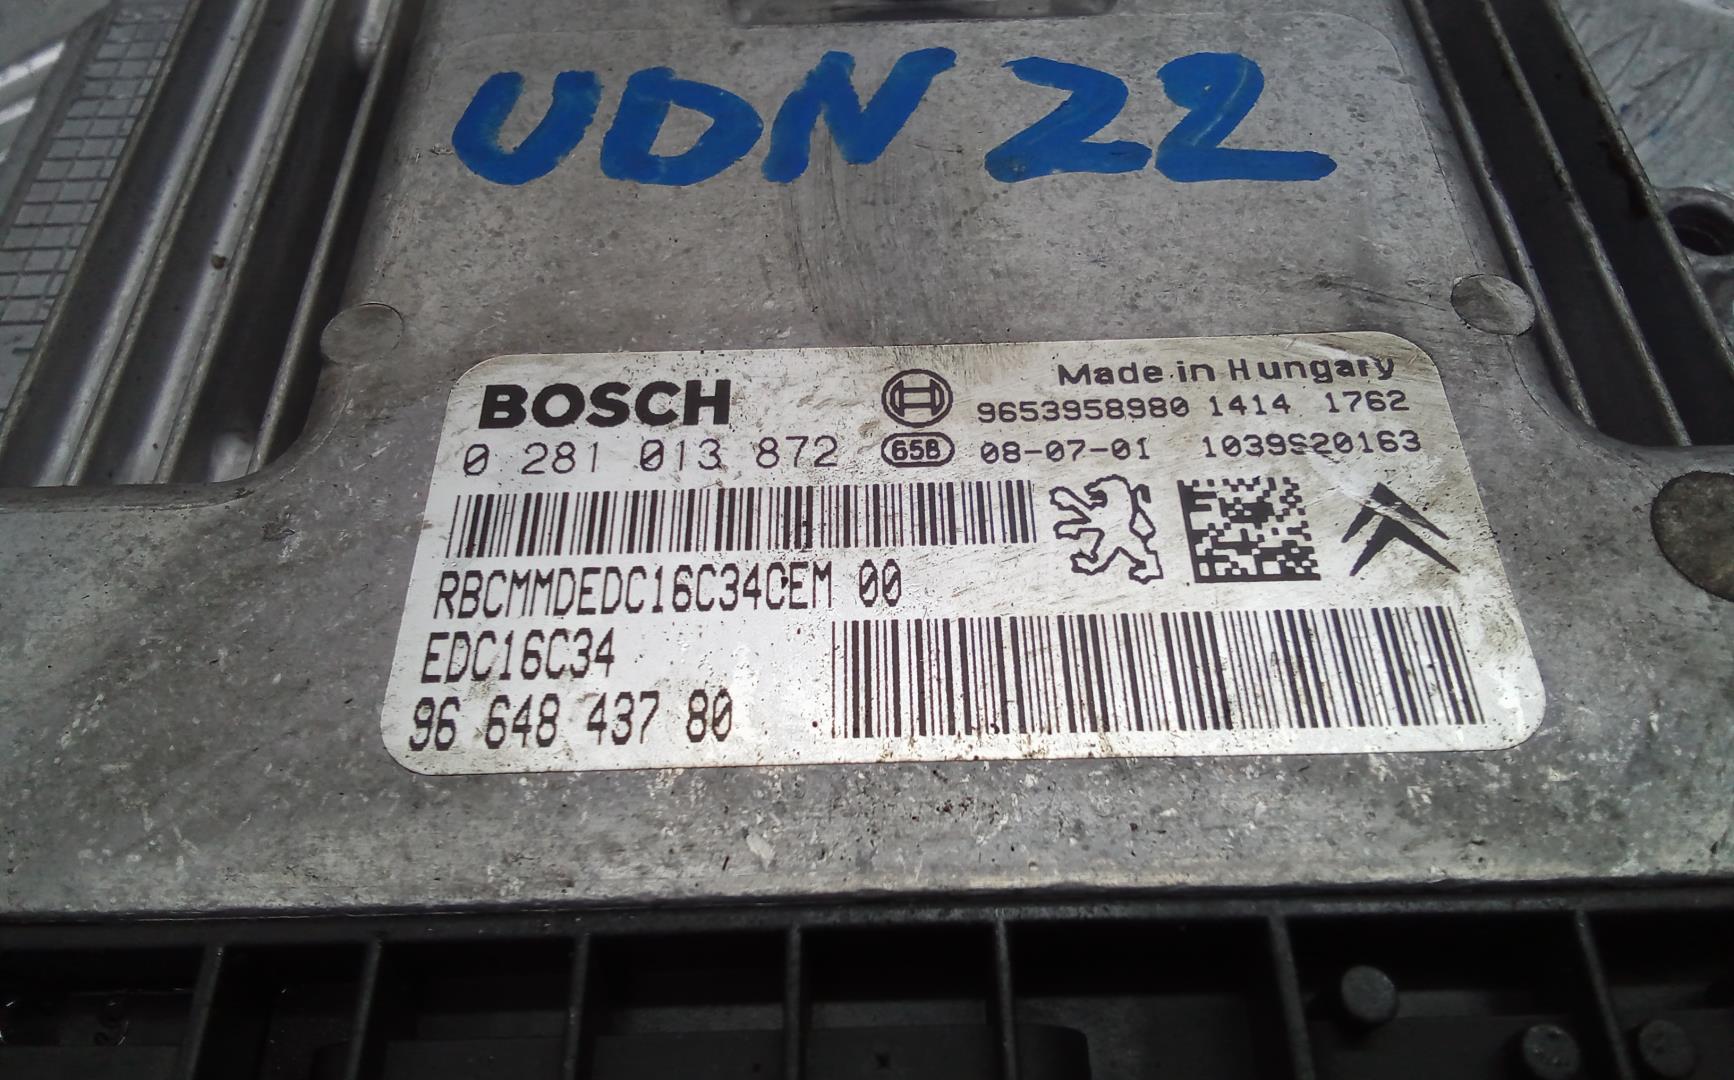 UDN 22
BOSCH
Made in Hungary
9653958980 1414 1762
0 281 013 872
65B
08-07-01 1039S20163
RBCMMDEDC16C34CEM 00
EDC16C34
96 648 437 80